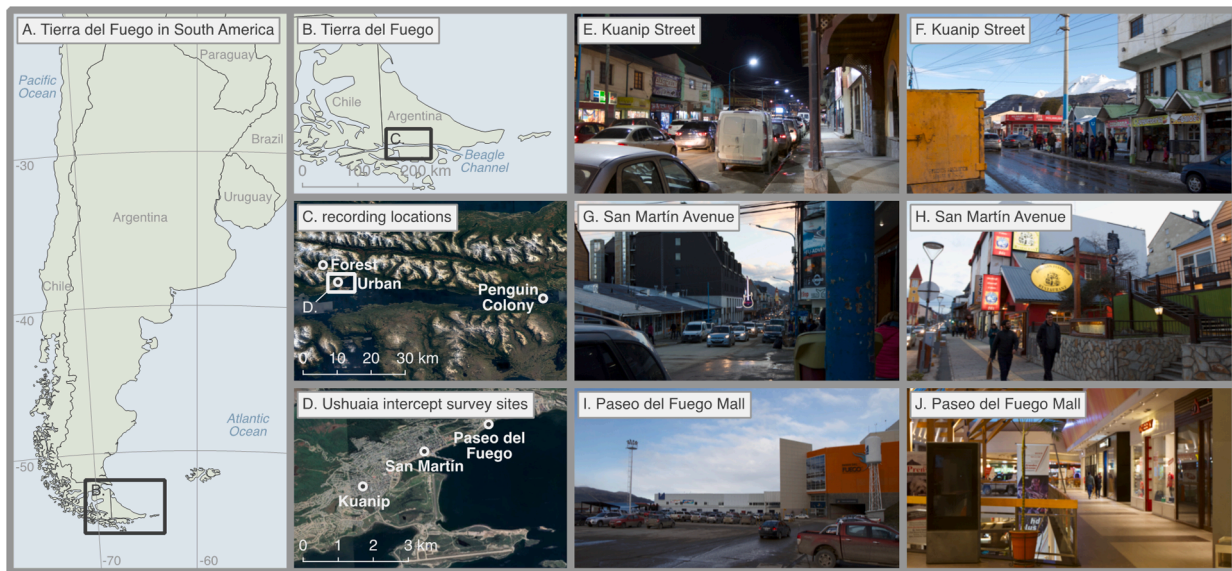 A. Tierra del Fuego in South America
Pacific
Ocean
Paraguay
Brazil
-30
Uruguay
Argentina
Chile
-40
Atlantic
Ocean
-50
B.
-70
-60
B. Tierra del Fuego
Chile
Argentina
C.
Beagle
Channel
0 100 200 km
C. recording locations
Forest
Urban
D.
Penguin
Colony
0 10 20 30 km
D. Ushuaia intercept survey sites
Paseo del
Fuego
San Martín
Kuanip
0 1 2 3 km
E. Kuanip Street
F. Kuanip Street
G. San Martín Avenue
H. San Martín Avenue
I. Paseo del Fuego Mall
FUEGO
J. Paseo del Fuego Mall